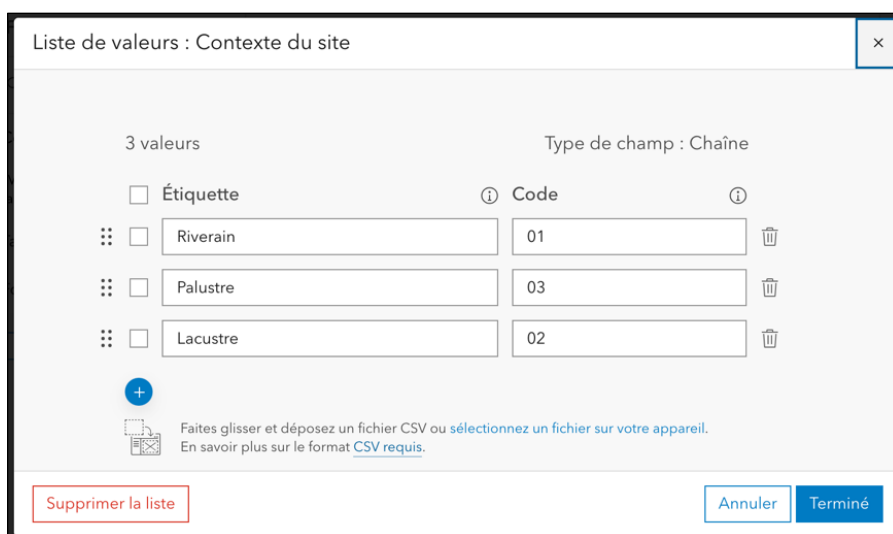 Liste de valeurs : Contexte du site
3 valeurs Type de champ : Chaîne
Étiquette Code
Riverain 01
Palustre 03
Lacustre 02
Faites glisser et déposez un fichier CSV ou sélectionnez un fichier sur votre appareil.
En savoir plus sur le format CSV requis.
Supprimer la liste Annuler Terminé